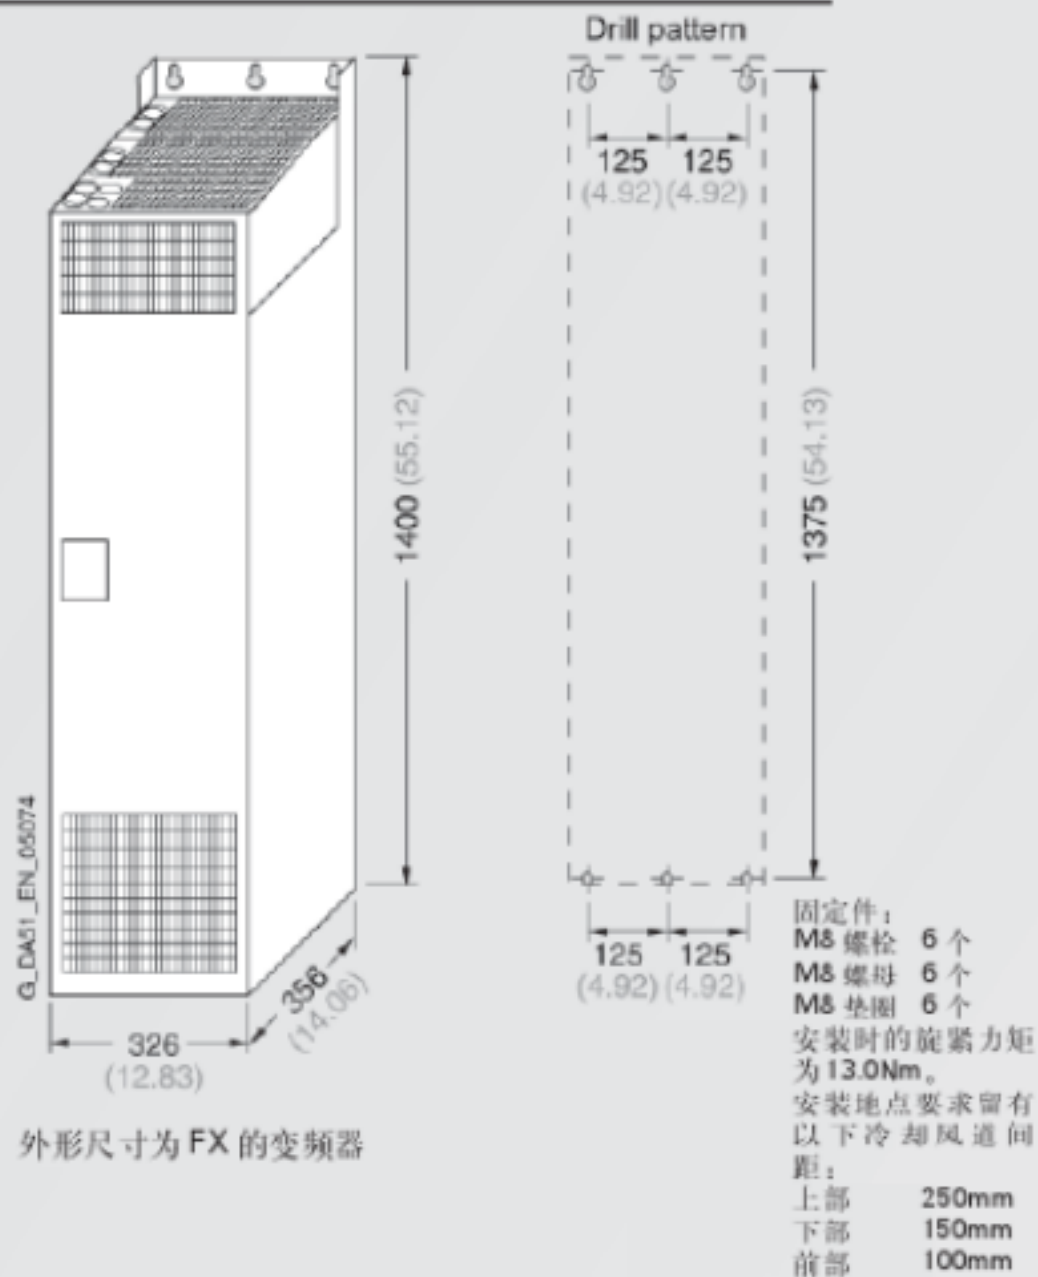 Drill pattern
125 125
(4.92) (4.92)
1400 (55.12)
1375 (54.13)
G_DA51_EN_05074
356
(14.06)
326
(12.83)
125 125
(4.92) (4.92)
外形尺寸为 FX 的变频器
固定件：
M8 螺栓 6 个
M8 螺母 6 个
M8 垫圈 6 个
安装时的旋紧力矩
为 13.0Nm。
安装地点要求留有
以下冷却风道间
距：
上部 250mm
下部 150mm
前部 100mm